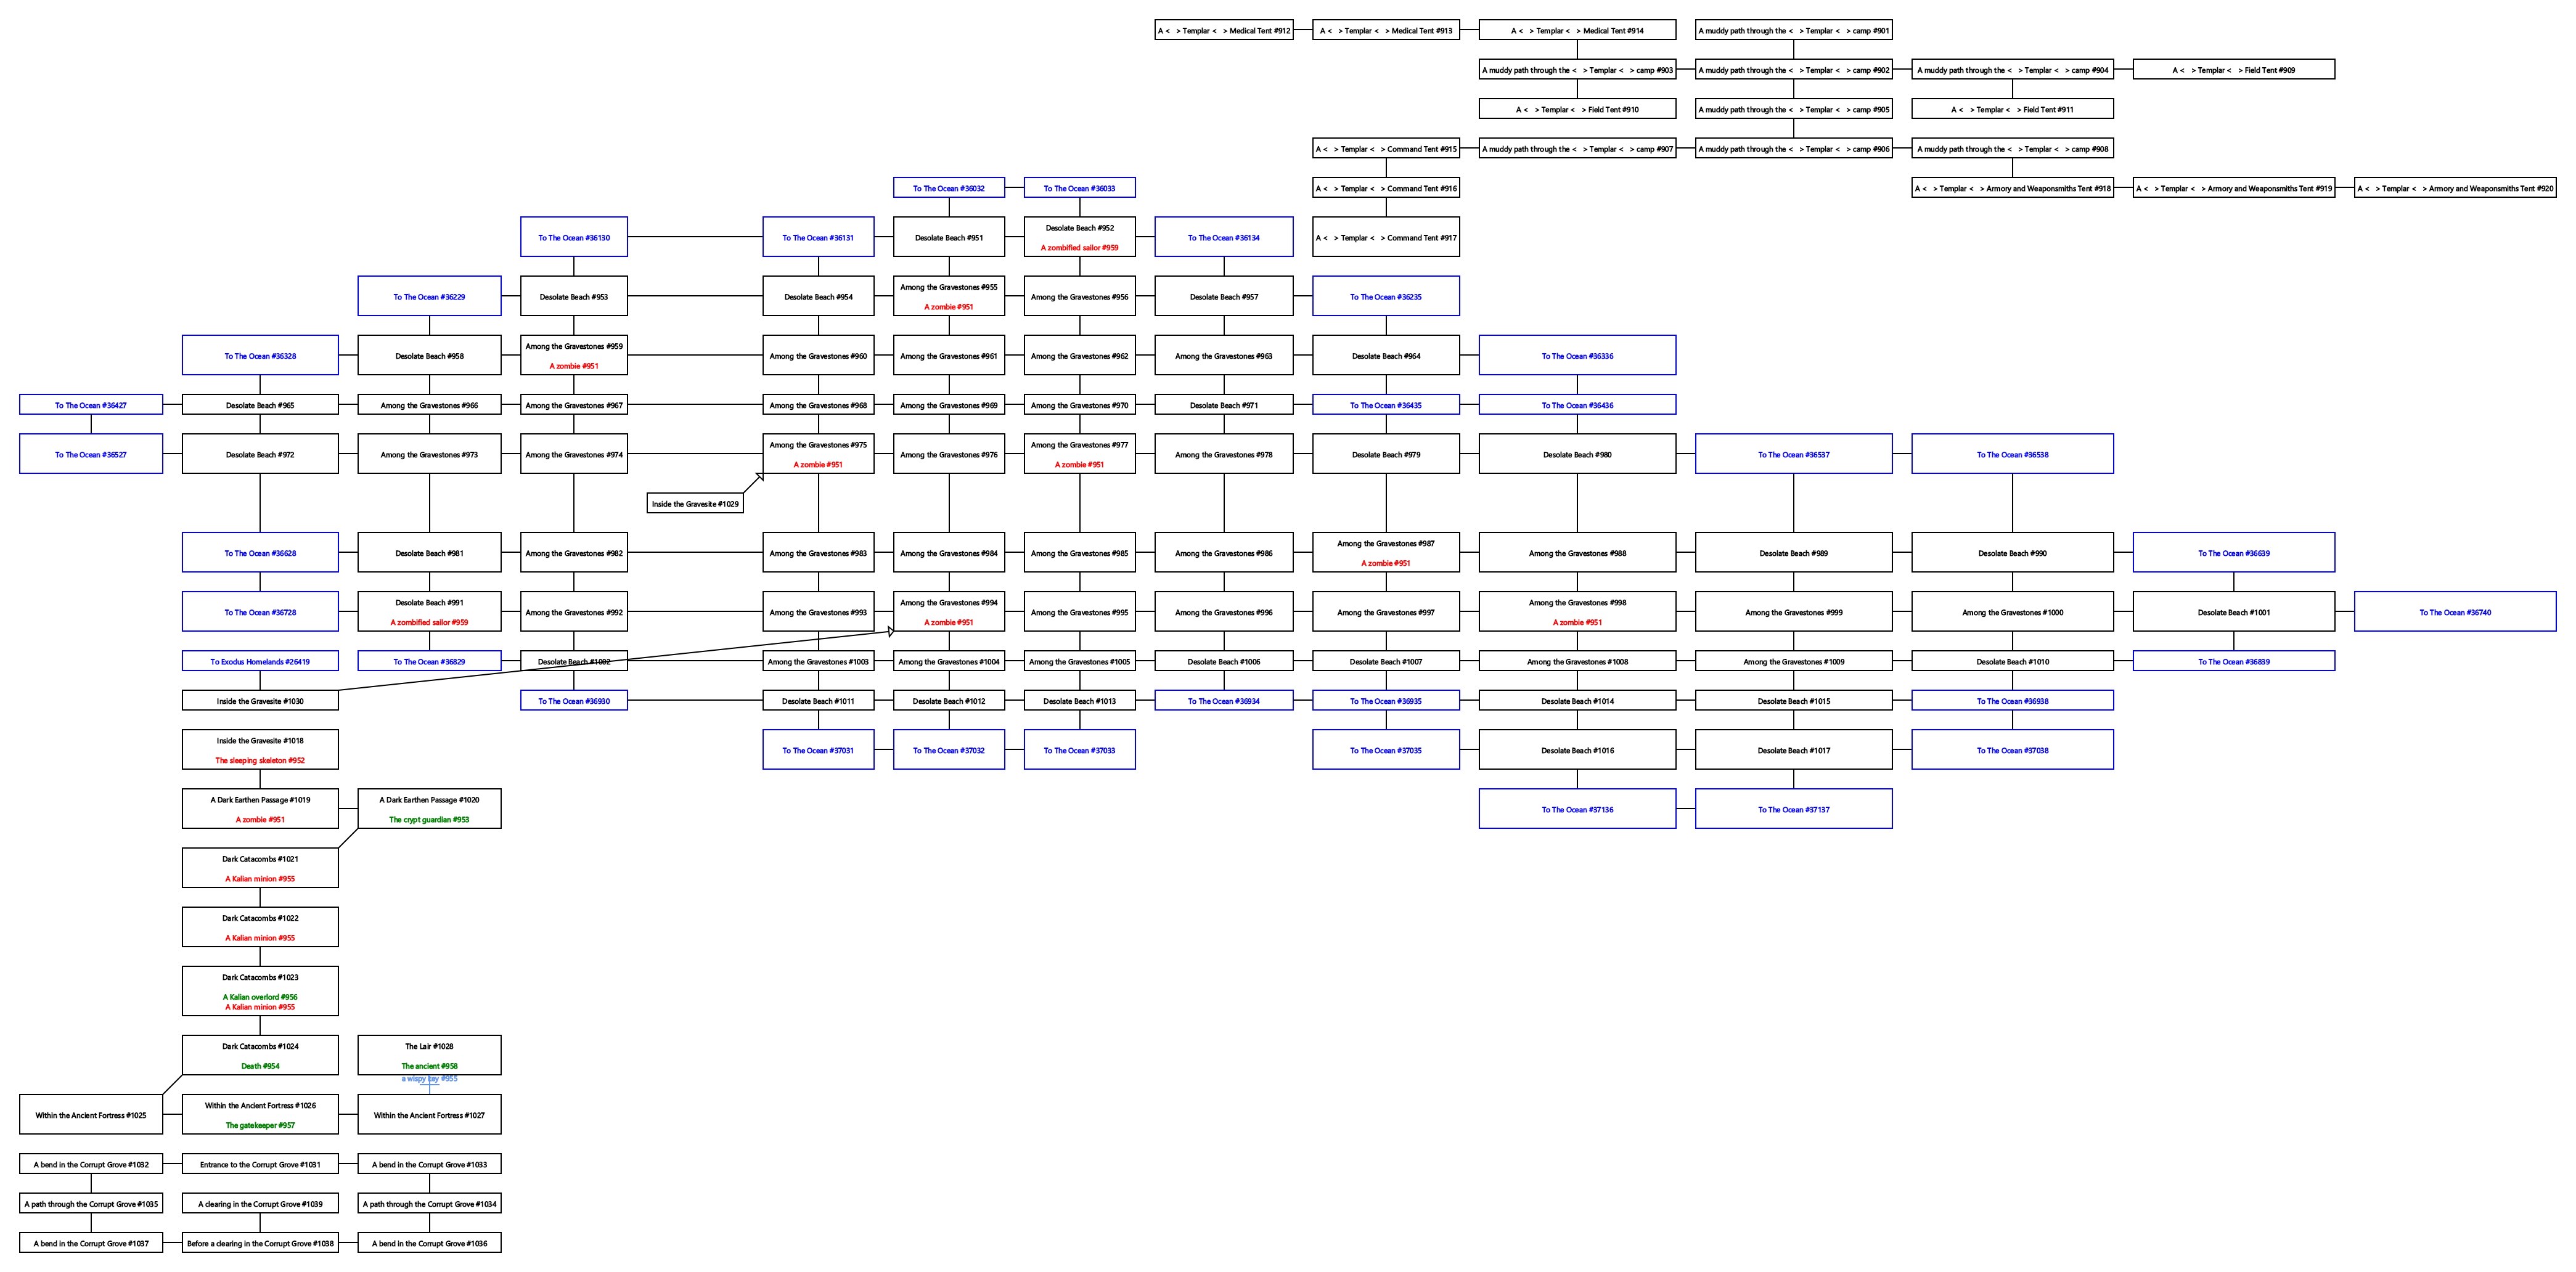 A < > Templar < > Medical Tent #912
A < > Templar < > Medical Tent #913
A < > Templar < > Medical Tent #914
A muddy path through the < > Templar < > camp #901
A muddy path through the < > Templar < > camp #903
A muddy path through the < > Templar < > camp #902
A muddy path through the < > Templar < > camp #904
A < > Templar < > Field Tent #909
A < > Templar < > Field Tent #910
A muddy path through the < > Templar < > camp #905
A < > Templar < > Field Tent #911
A < > Templar < > Command Tent #915
A muddy path through the < > Templar < > camp #907
A muddy path through the < > Templar < > camp #906
A muddy path through the < > Templar < > camp #908
To The Ocean #36032
To The Ocean #36033
A < > Templar < > Command Tent #916
A < > Templar < > Armory and Weaponsmiths Tent #918
A < > Templar < > Armory and Weaponsmiths Tent #919
A < > Templar < > Armory and Weaponsmiths Tent #920
To The Ocean #36130
To The Ocean #36131
Desolate Beach #951
Desolate Beach #952
A zombified sailor #959
To The Ocean #36134
A < > Templar < > Command Tent #917
To The Ocean #36229
Desolate Beach #953
Desolate Beach #954
Among the Gravestones #955
A zombie #951
Among the Gravestones #956
Desolate Beach #957
To The Ocean #36235
To The Ocean #36328
Desolate Beach #958
Among the Gravestones #959
A zombie #951
Among the Gravestones #960
Among the Gravestones #961
Among the Gravestones #962
Among the Gravestones #963
Desolate Beach #964
To The Ocean #36336
To The Ocean #36427
Desolate Beach #965
Among the Gravestones #966
Among the Gravestones #967
Among the Gravestones #968
Among the Gravestones #969
Among the Gravestones #970
Desolate Beach #971
To The Ocean #36435
To The Ocean #36436
To The Ocean #36527
Desolate Beach #972
Among the Gravestones #973
Among the Gravestones #974
Among the Gravestones #975
A zombie #951
Among the Gravestones #976
Among the Gravestones #977
A zombie #951
Among the Gravestones #978
Desolate Beach #979
Desolate Beach #980
To The Ocean #36537
To The Ocean #36538
Inside the Gravesite #1029
To The Ocean #36628
Desolate Beach #981
Among the Gravestones #982
Among the Gravestones #983
Among the Gravestones #984
Among the Gravestones #985
Among the Gravestones #986
Among the Gravestones #987
A zombie #951
Among the Gravestones #988
Desolate Beach #989
Desolate Beach #990
To The Ocean #36639
To The Ocean #36728
Desolate Beach #991
A zombified sailor #959
Among the Gravestones #992
Among the Gravestones #993
Among the Gravestones #994
A zombie #951
Among the Gravestones #995
Among the Gravestones #996
Among the Gravestones #997
Among the Gravestones #998
A zombie #951
Among the Gravestones #999
Among the Gravestones #1000
Desolate Beach #1001
To The Ocean #36740
To Exodus Homelands #26419
To The Ocean #36829
Desolate Beach #1002
Among the Gravestones #1003
Among the Gravestones #1004
Among the Gravestones #1005
Desolate Beach #1006
Desolate Beach #1007
Among the Gravestones #1008
Among the Gravestones #1009
Desolate Beach #1010
To The Ocean #36839
Inside the Gravesite #1030
To The Ocean #36930
Desolate Beach #1011
Desolate Beach #1012
Desolate Beach #1013
To The Ocean #36934
To The Ocean #36935
Desolate Beach #1014
Desolate Beach #1015
To The Ocean #36938
Inside the Gravesite #1018
The sleeping skeleton #952
To The Ocean #37031
To The Ocean #37032
To The Ocean #37033
To The Ocean #37035
Desolate Beach #1016
Desolate Beach #1017
To The Ocean #37038
A Dark Earthen Passage #1019
A zombie #951
A Dark Earthen Passage #1020
The crypt guardian #953
To The Ocean #37136
To The Ocean #37137
Dark Catacombs #1021
A Kalian minion #955
Dark Catacombs #1022
A Kalian minion #955
Dark Catacombs #1023
A Kalian overlord #956
A Kalian minion #955
Dark Catacombs #1024
Death #954
The Lair #1028
The ancient #958
a wispy key #955
Within the Ancient Fortress #1025
Within the Ancient Fortress #1026
The gatekeeper #957
Within the Ancient Fortress #1027
A bend in the Corrupt Grove #1032
Entrance to the Corrupt Grove #1031
A bend in the Corrupt Grove #1033
A path through the Corrupt Grove #1035
A clearing in the Corrupt Grove #1039
A path through the Corrupt Grove #1034
A bend in the Corrupt Grove #1037
Before a clearing in the Corrupt Grove #1038
A bend in the Corrupt Grove #1036